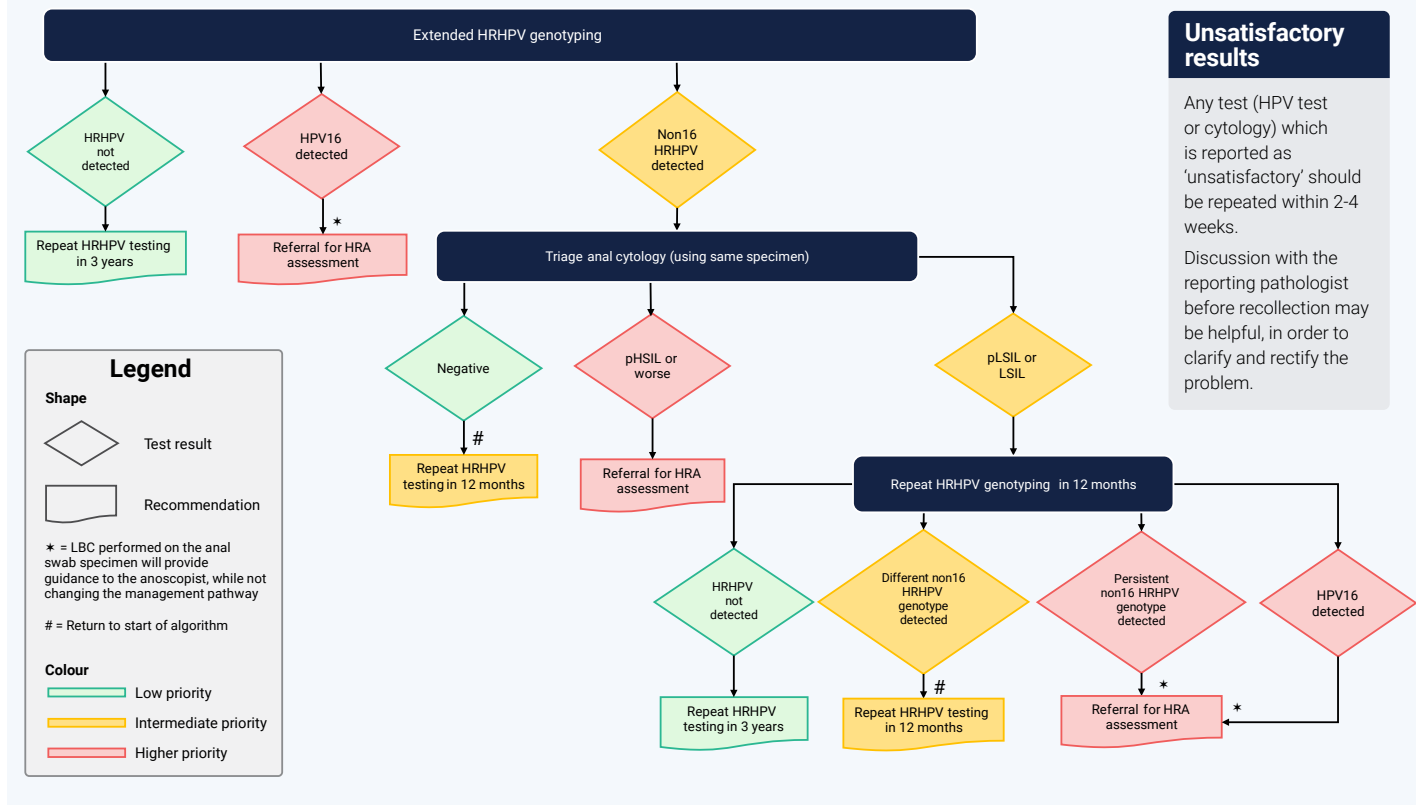 Extended HRHPV genotyping
Unsatisfactory
results
HRHPV
not
detected
HPV16
detected
Non16
HRHPV
detected
Any test (HPV test
or cytology) which
is reported as
‘unsatisfactory’ should
be repeated within 2-4
weeks.
Discussion with the
reporting pathologist
before recollection may
be helpful, in order to
clarify and rectify the
problem.
Repeat HRHPV testing
in 3 years
✶
Referral for HRA
assessment
Triage anal cytology (using same specimen)
Negative
pHSIL or
worse
pLSIL or
LSIL
#
Repeat HRHPV
testing in 12 months
Referral for HRA
assessment
Repeat HRHPV genotyping in 12 months
HRHPV
not
detected
Different non16
HRHPV
genotype
detected
Persistent
non16 HRHPV
genotype
detected
HPV16
detected
Repeat HRHPV
testing in 3 years
#
Repeat HRHPV testing
in 12 months
✶
Referral for HRA
assessment
✶
Legend
Shape
Test result
Recommendation
✶ = LBC performed on the anal
swab specimen will provide
guidance to the anoscopist, while not
changing the management pathway
# = Return to start of algorithm
Colour
Low priority
Intermediate priority
Higher priority